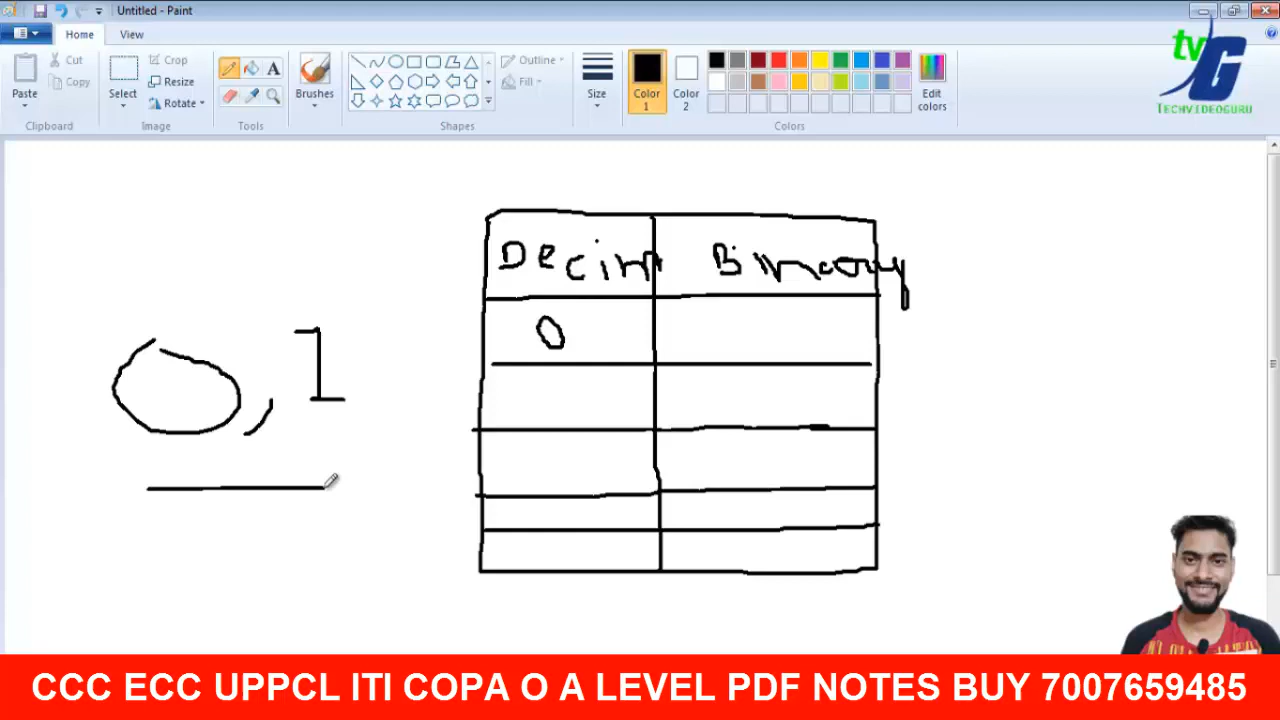 Untitled - Paint
Home View
Paste
Cut
Copy
Clipboard
Select
Crop
Resize
Rotate
Image
A
Tools
Brushes
Shapes
Outline
Fill
Size
Color 1
Color 2
Colors
Edit colors
tv G
TECHVIDEOGURU
Binary
0
0, 1
CCC ECC UPPCL ITI COPA O A LEVEL PDF NOTES BUY 7007659485